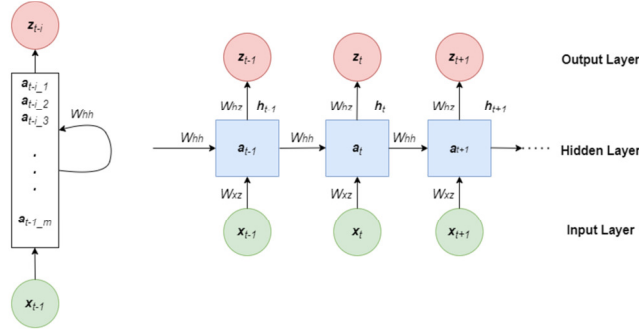 z_{t-i}
a_{t-i_1}
a_{t-i_2}
a_{t-i_3}
W_{hh}
.
.
.
a_{t-1_m}
x_{t-1}
z_{t-1} z_t z_{t+1} Output Layer
W_{hz} h_{t-1} W_{hz} h_t W_{hz} h_{t+1}
W_{hh} a_{t-1} W_{hh} a_t W_{hh} a_{t+1} ..... Hidden Layer
W_{xz} W_{xz} W_{xz}
x_{t-1} x_t x_{t+1} Input Layer